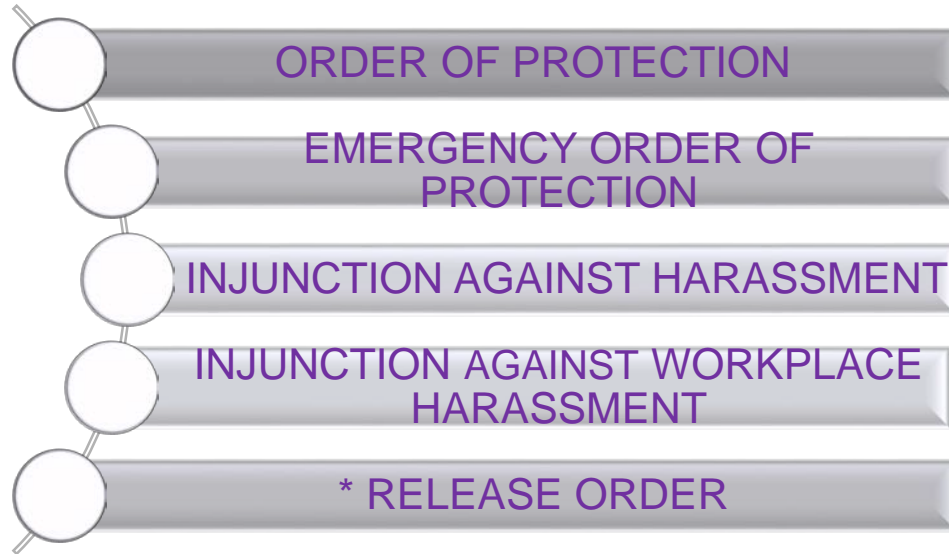 ORDER OF PROTECTION
EMERGENCY ORDER OF
PROTECTION
INJUNCTION AGAINST HARASSMENT
INJUNCTION AGAINST WORKPLACE
HARASSMENT
* RELEASE ORDER